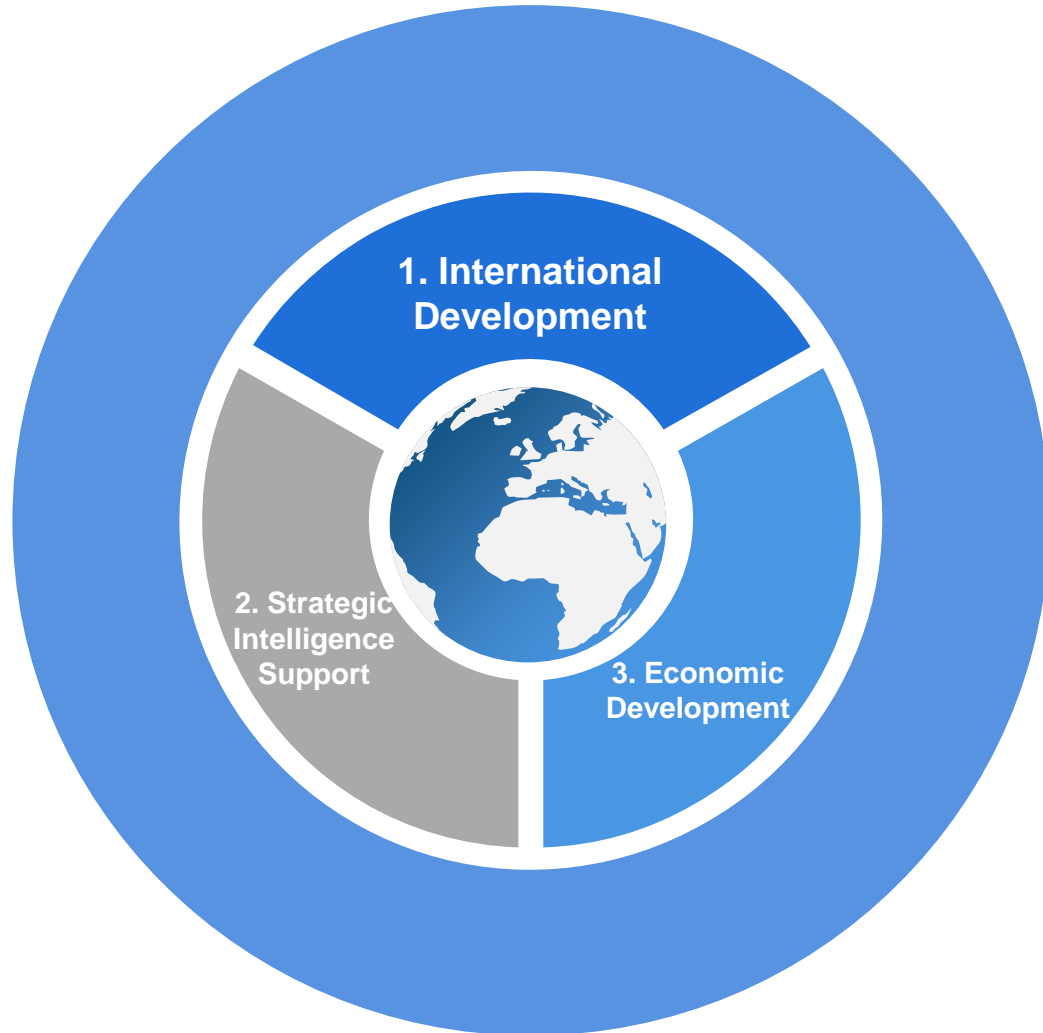 1. International
Development
2. Strategic
Intelligence
Support
3. Economic
Development